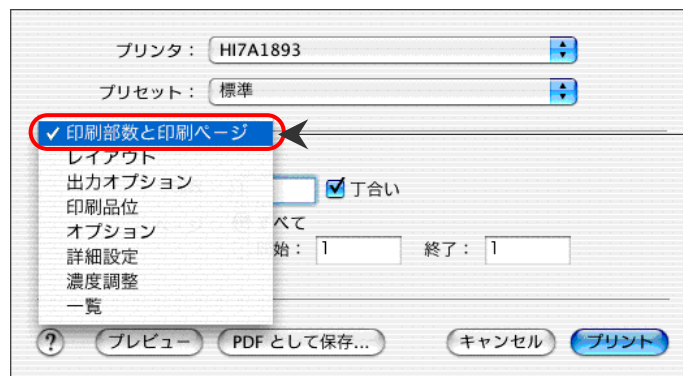 プリンタ： HI7A1893
プリセット： 標準
✓ 印刷部数と印刷ページ
レイアウト
出力オプション
丁合い
印刷品位
べて
オプション
始： 1 終了： 1
詳細設定
濃度調整
一覧
? プレビュー PDF として保存... キャンセル プリント